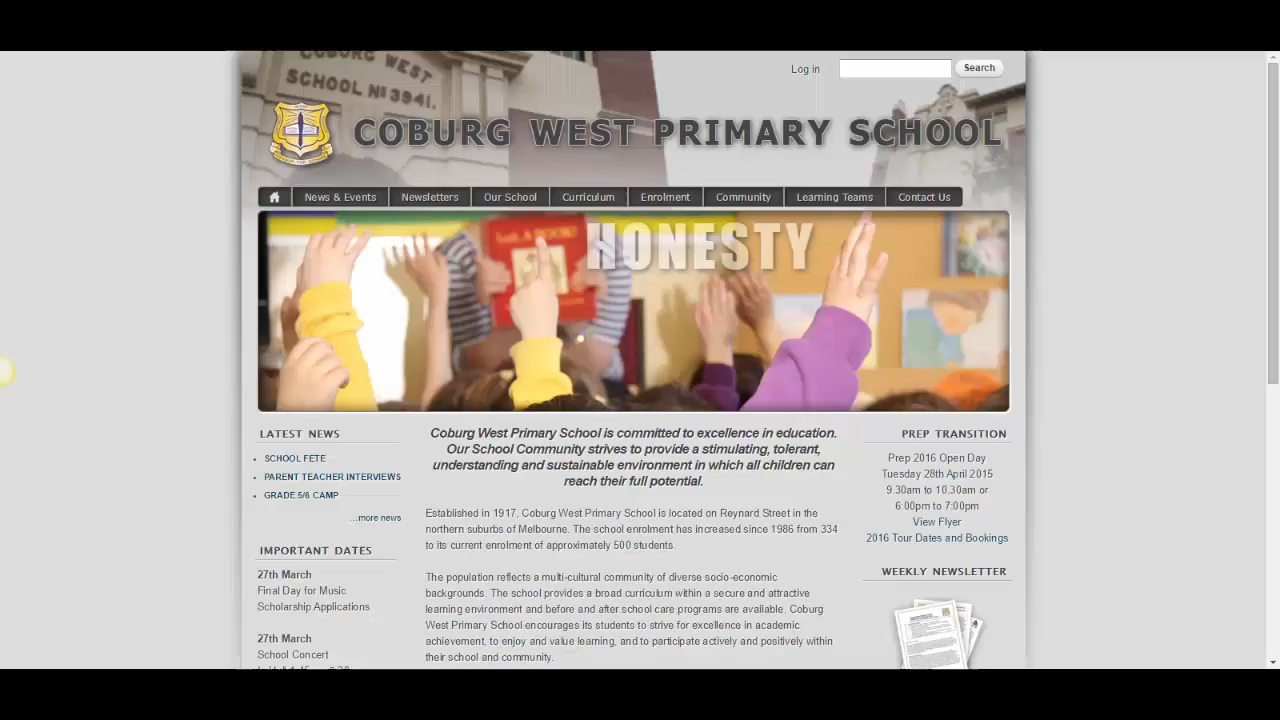 COBURG WEST
SCHOOL Nº 3941.
Log in
Search
COBURG WEST PRIMARY SCHOOL
News & Events
Newsletters
Our School
Curriculum
Enrolment
Community
Learning Teams
Contact Us
HONESTY
LATEST NEWS
SCHOOL FETE
PARENT TEACHER INTERVIEWS
GRADE 5/6 CAMP
...more news
IMPORTANT DATES
27th March
Final Day for Music
Scholarship Applications
27th March
School Concert
Coburg West Primary School is committed to excellence in education.
Our School Community strives to provide a stimulating, tolerant,
understanding and sustainable environment in which all children can
reach their full potential.
Established in 1917, Coburg West Primary School is located on Reynard Street in the
northern suburbs of Melbourne. The school enrolment has increased since 1986 from 334
to its current enrolment of approximately 500 students.
The population reflects a multi-cultural community of diverse socio-economic
backgrounds. The school provides a broad curriculum within a secure and attractive
learning environment and before and after school care programs are available. Coburg
West Primary School encourages its students to strive for excellence in academic
achievement, to enjoy and value learning, and to participate actively and positively within
their school and community.
PREP TRANSITION
Prep 2016 Open Day
Tuesday 28th April 2015
9.30am to 10.30am or
6:00pm to 7:00pm
View Flyer
2016 Tour Dates and Bookings
WEEKLY NEWSLETTER